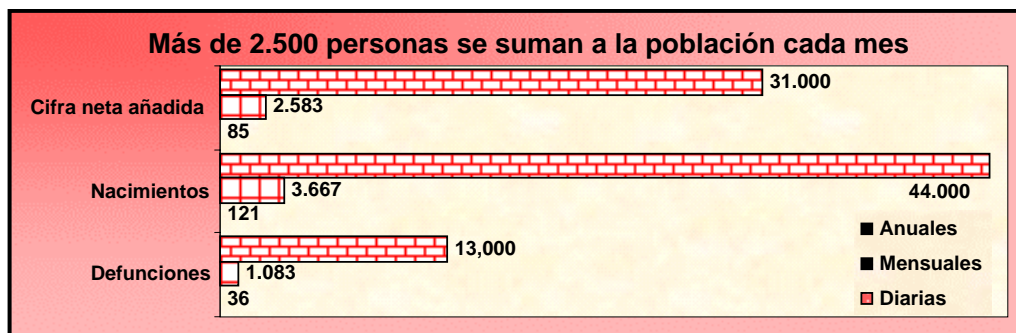 Más de 2.500 personas se suman a la población cada mes
Cifra neta añadida
31.000
2.583
85
Nacimientos
44.000
3.667
121
Defunciones
13,000
1.083
36
Anuales
Mensuales
Diarias